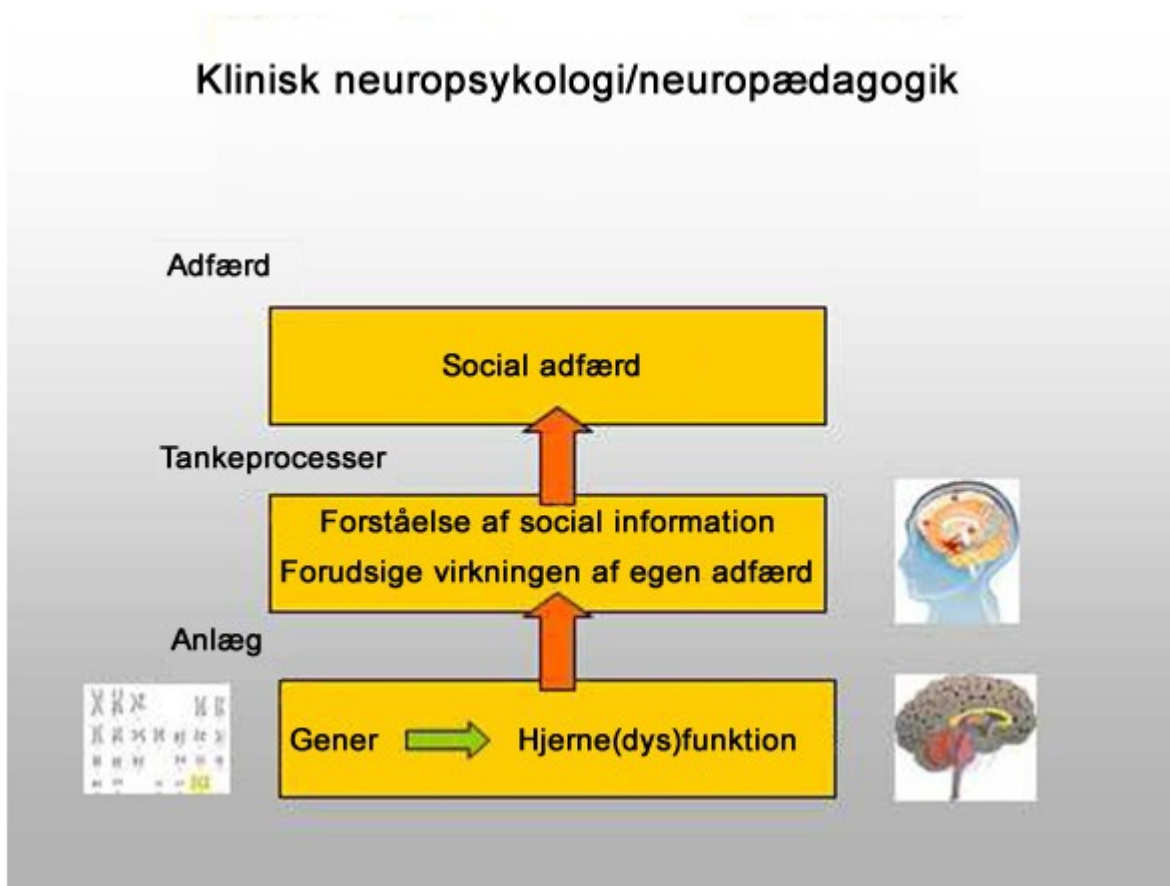 Klinisk neuropsykologi/neuropædagogik
Adfærd
Social adfærd
Tankeprocesser
Forståelse af social information
Forudsige virkningen af egen adfærd
Anlæg
Gener
Hjerne(dys)funktion